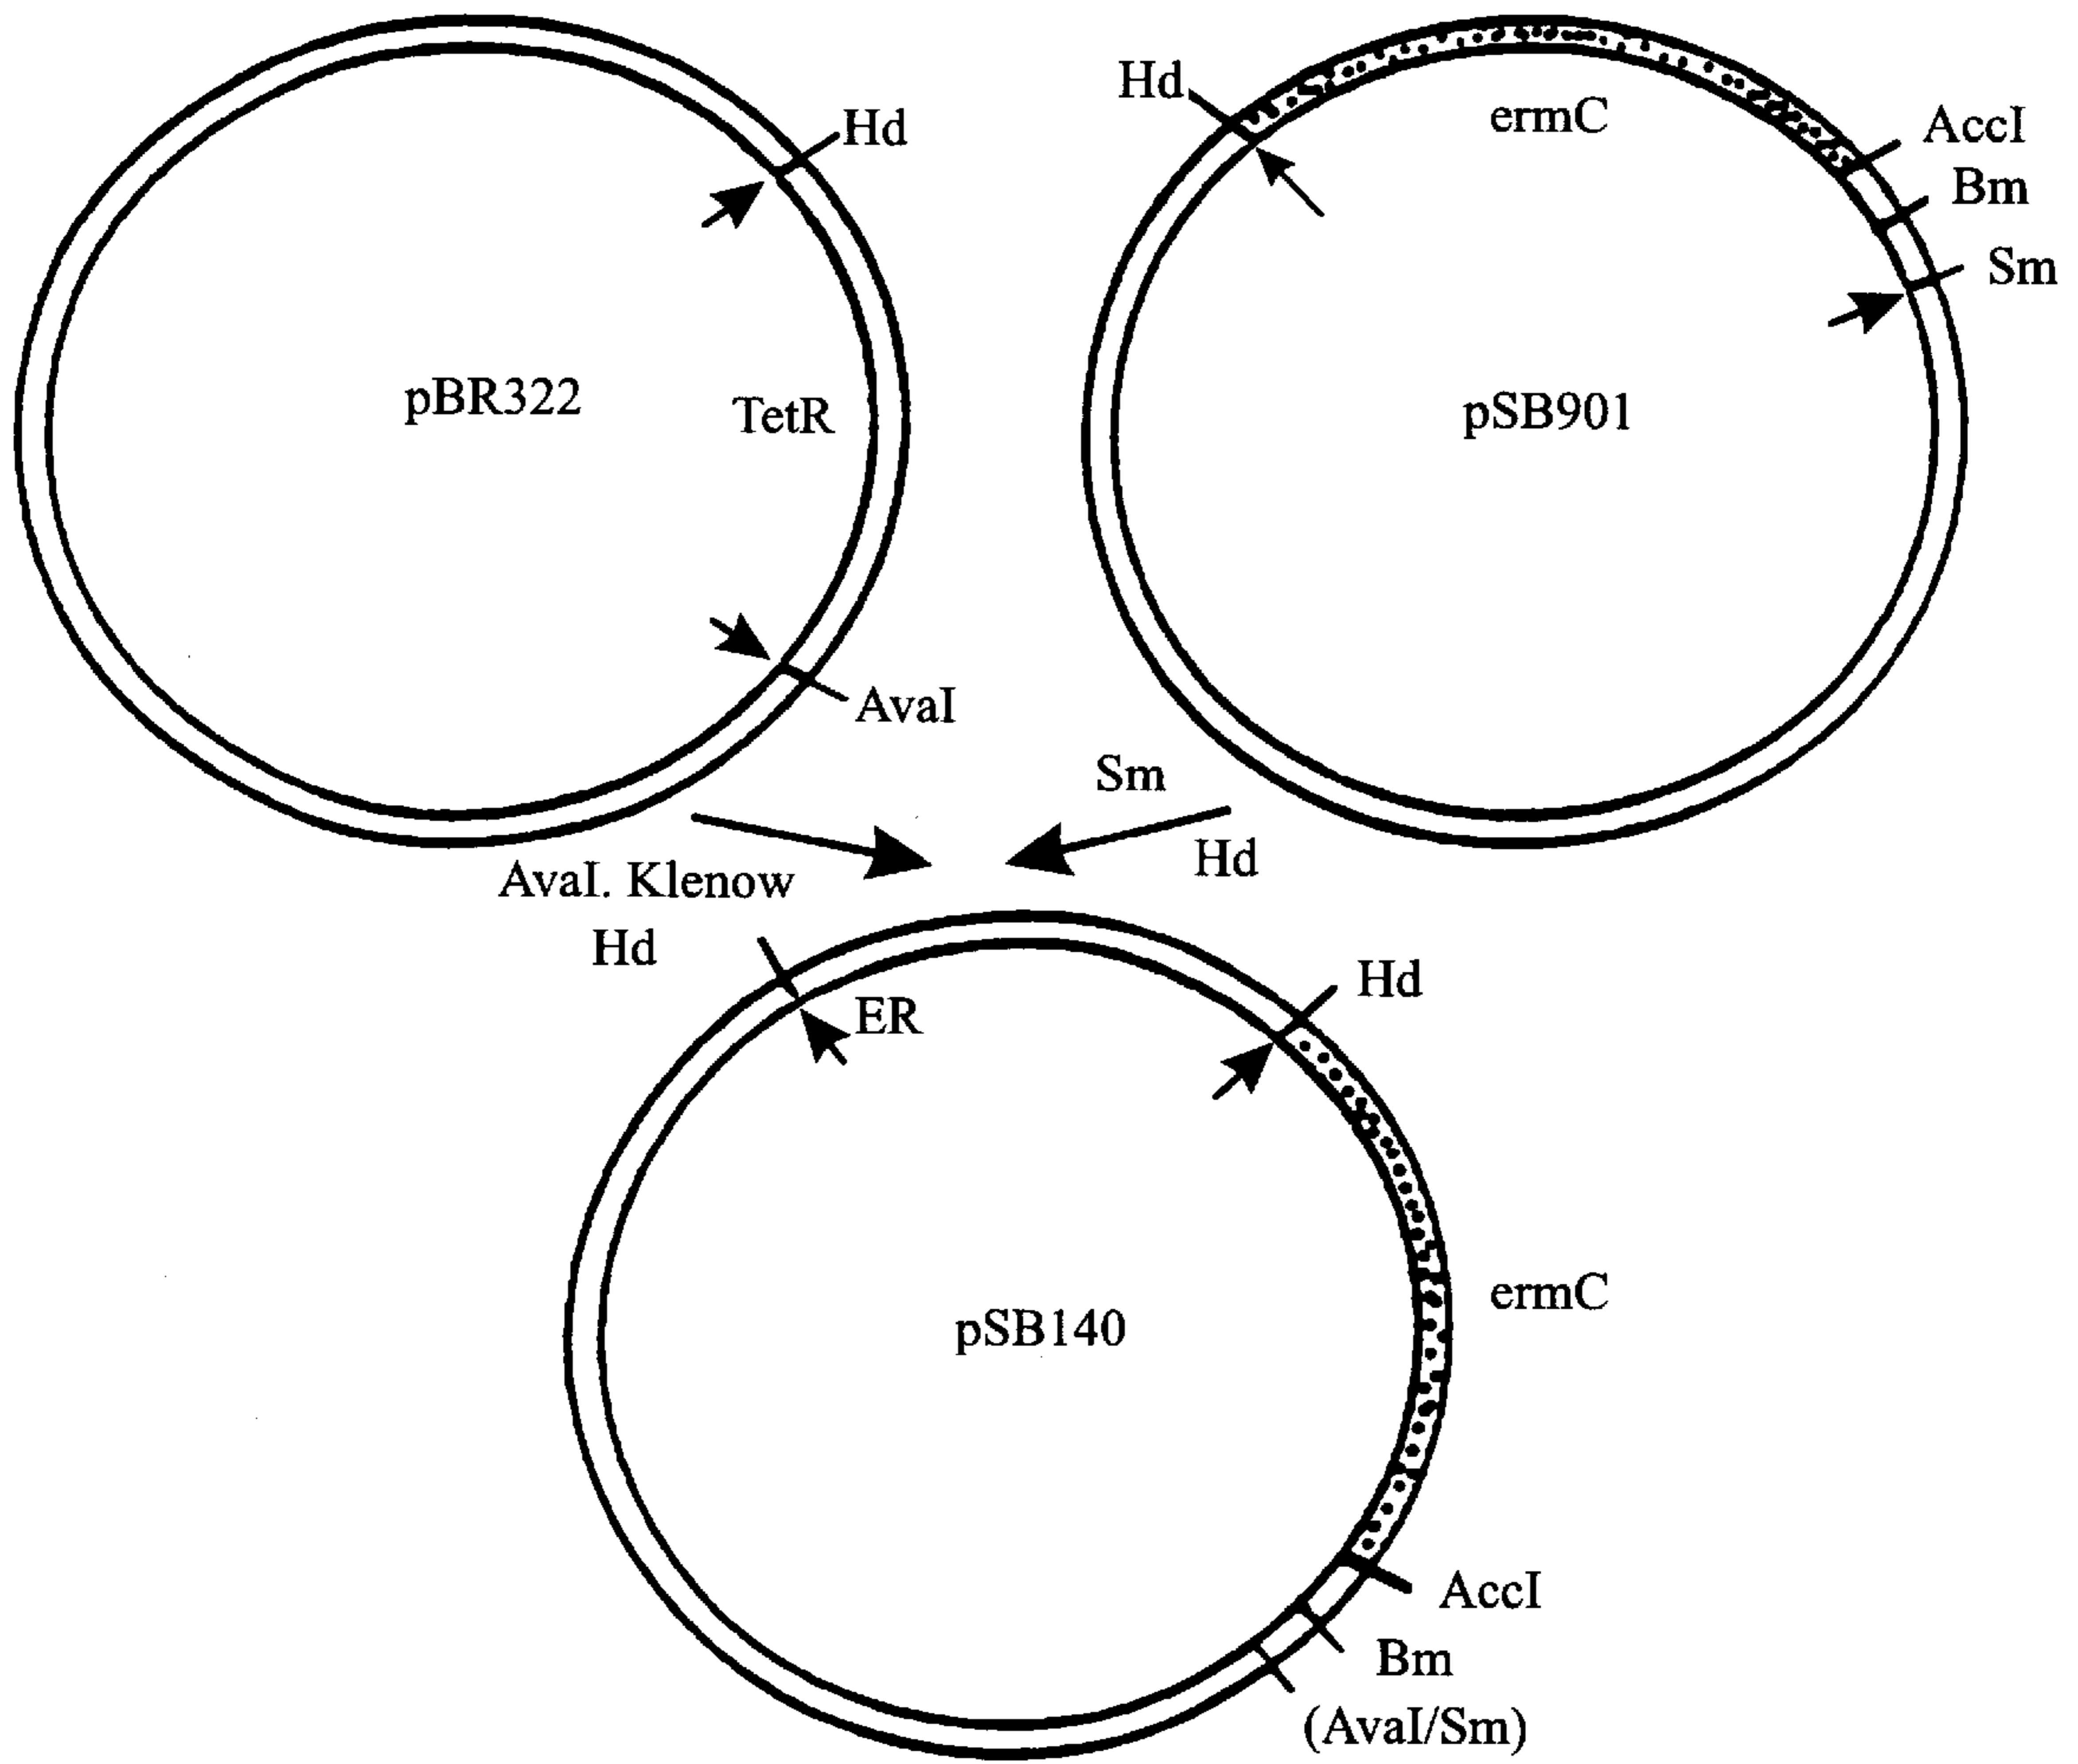 Hd
TetR
pBR322
AvaI
Hd
ermC
AccI
Bm
Sm
pSB901
AvaI. Klenow
Hd
Sm
Hd
ER
Hd
ermC
pSB140
AccI
Bm
(AvaI/Sm)